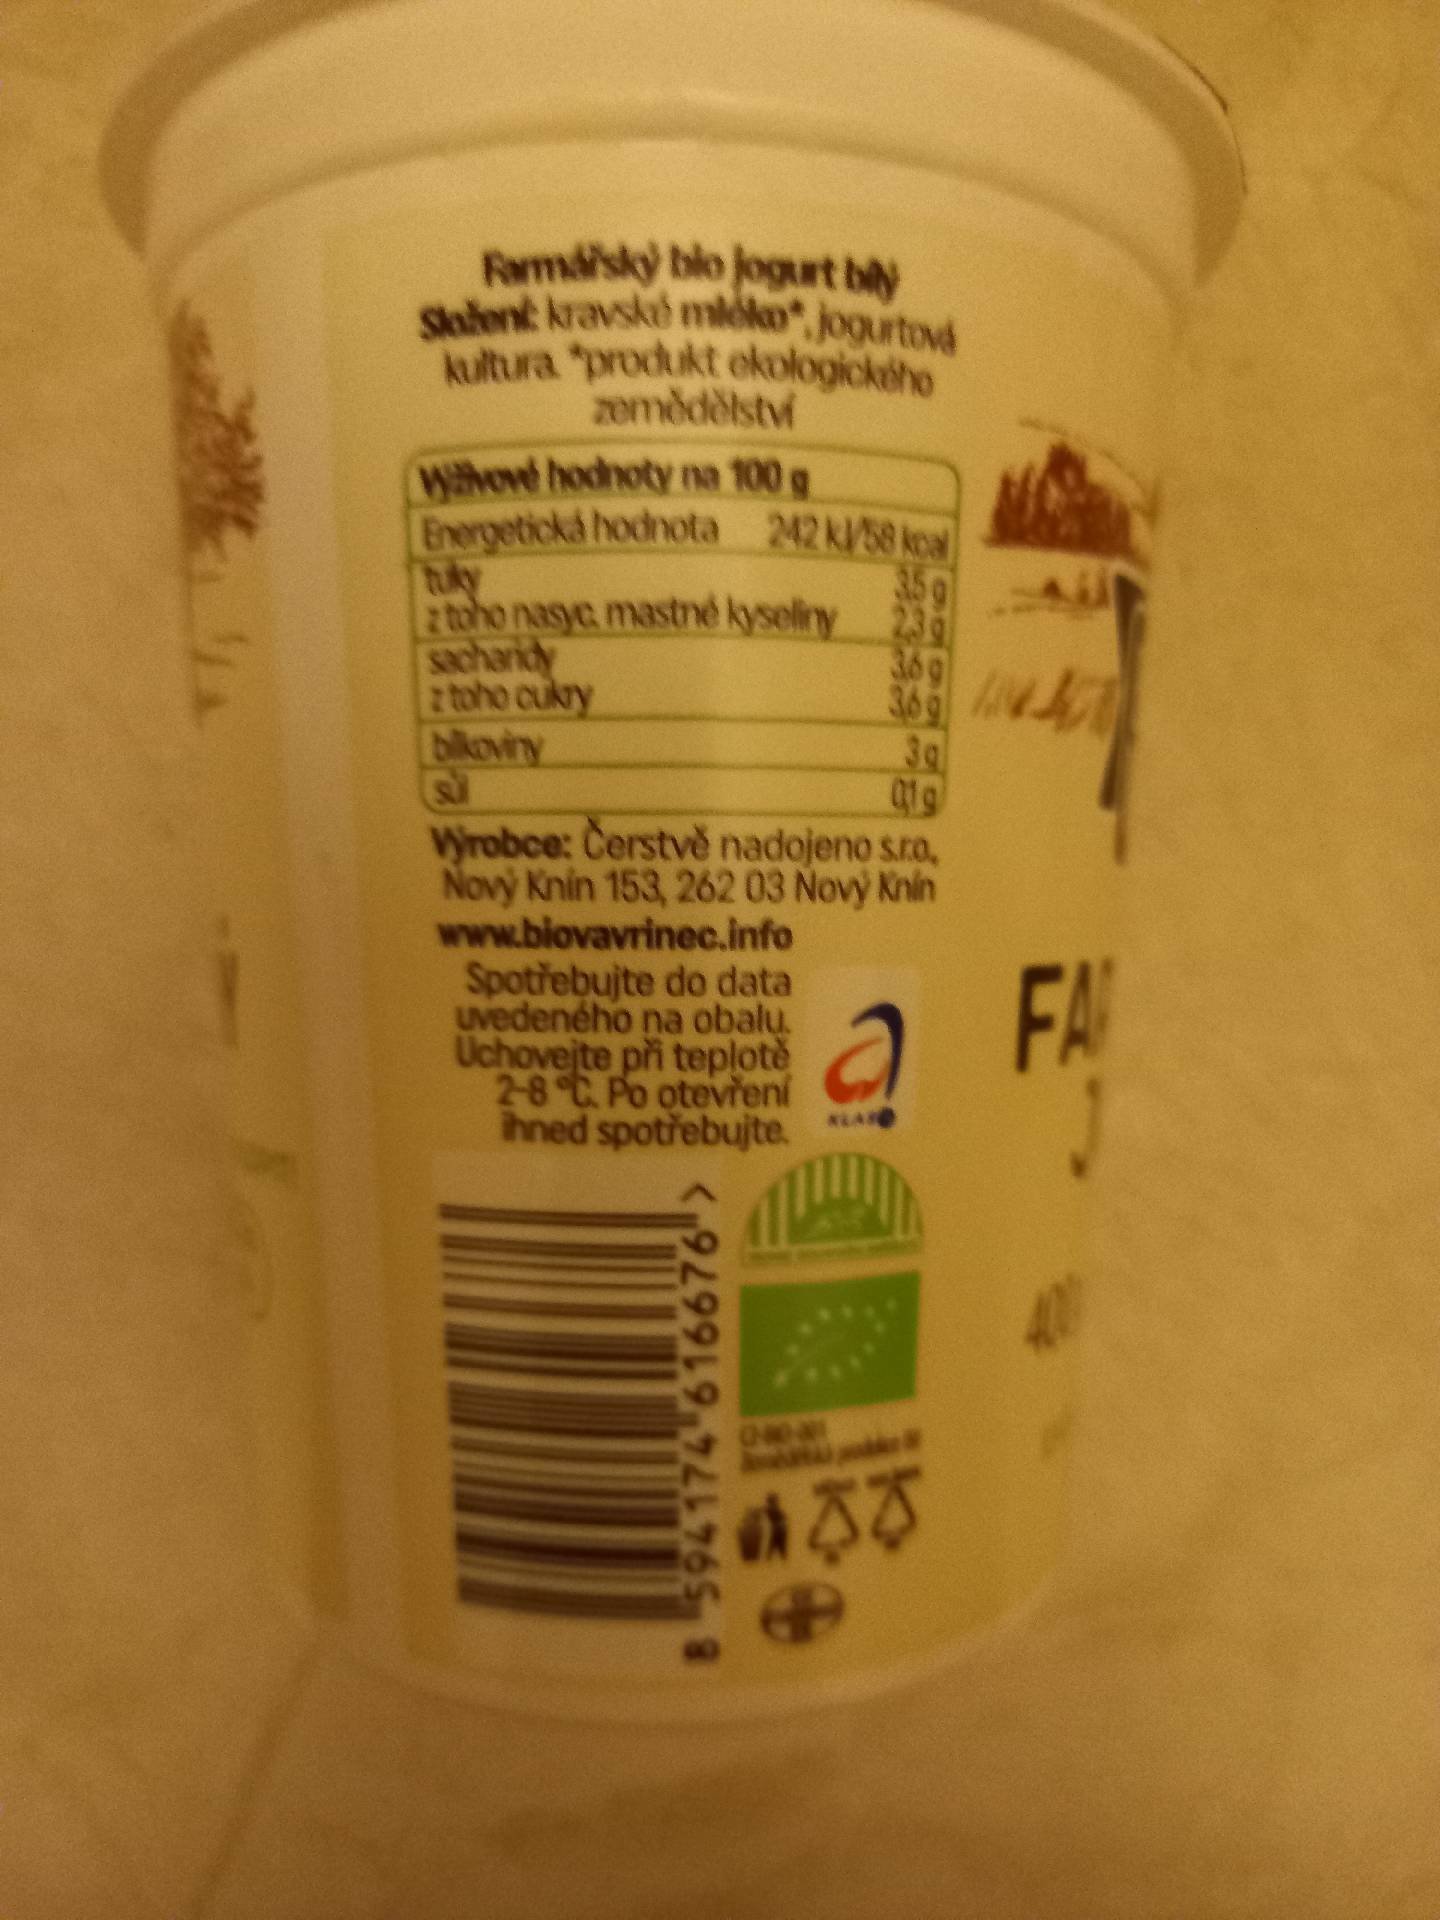 Farmářský bio jogurt bílý
Složení: kravské mléko*, jogurtová
kultura. *produkt ekologického
zemědělství
Výživové hodnoty na 100 g
Energetická hodnota 242 kJ/58 kcal
tuky 3,5 g
z toho nasyc. mastné kyseliny 2,3 g
sacharidy 3,6 g
z toho cukry 3,6 g
bílkoviny 3 g
sůl 0,1 g
Výrobce: Čerstvě nadojeno s.r.o.,
Nový Knín 153, 262 03 Nový Knín
www.biovavrinec.info
Spotřebujte do data
uvedeného na obalu.
Uchovejte při teplotě
2-8 °C. Po otevření
ihned spotřebujte.
KLASA
8 594174 616676 >
CZ-BIO-001
FA
J
400